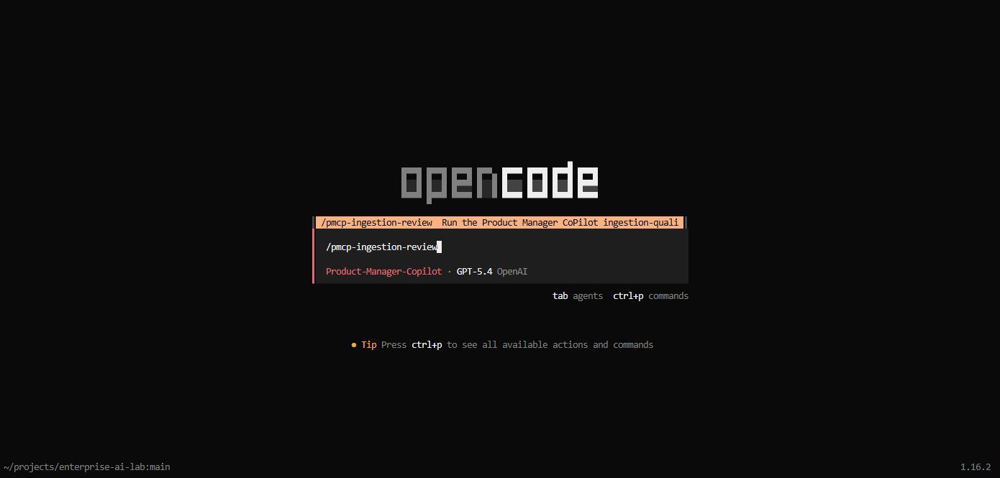 opencode
/pmcp-ingestion-review  Run the Product Manager CoPilot ingestion-quali
/pmcp-ingestion-review
Product-Manager-Copilot · GPT-5.4 OpenAI
tab agents  ctrl+p commands
● Tip Press ctrl+p to see all available actions and commands
~/projects/enterprise-ai-lab:main
1.16.2